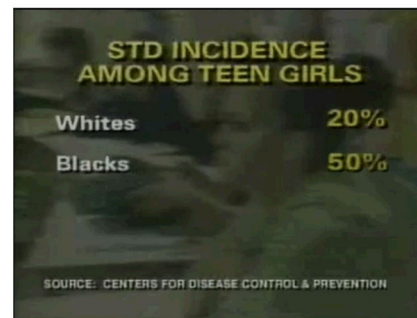 STD INCIDENCE
AMONG TEEN GIRLS
Whites 20%
Blacks 50%
SOURCE: CENTERS FOR DISEASE CONTROL & PREVENTION